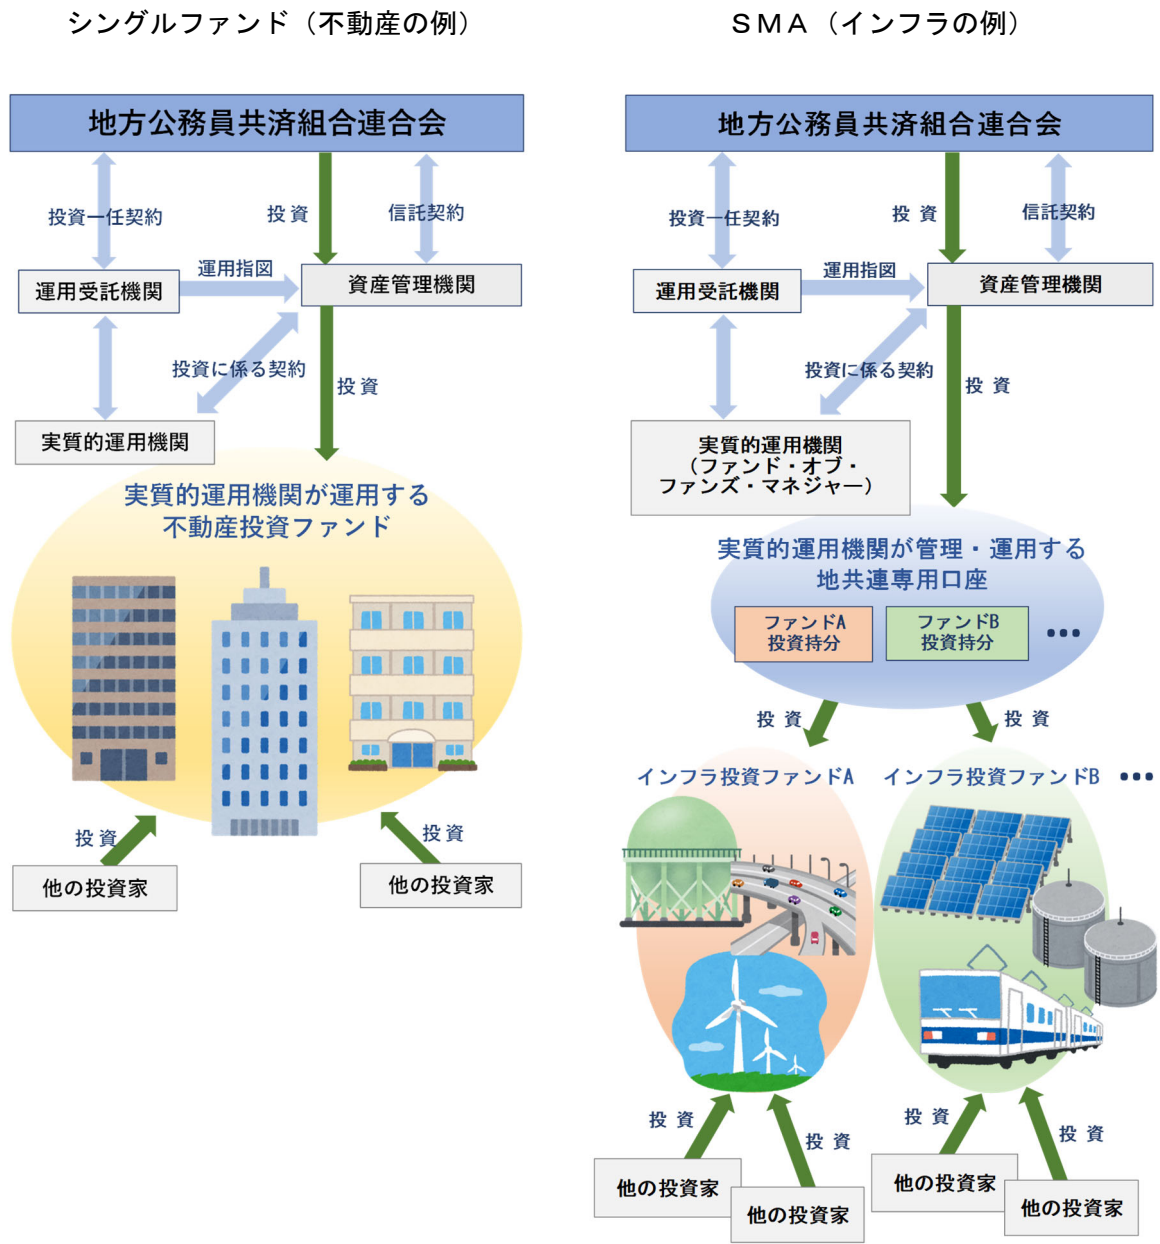 シングルファンド（不動産の例）
地方公務員共済組合連合会
投資一任契約
投 資
信託契約
運用指図
運用受託機関
資産管理機関
投資に係る契約
投 資
実質的運用機関
実質的運用機関が運用する
不動産投資ファンド
投 資
投 資
他の投資家
他の投資家
ＳＭＡ（インフラの例）
地方公務員共済組合連合会
投資一任契約
投 資
信託契約
運用指図
運用受託機関
資産管理機関
投資に係る契約
投 資
実質的運用機関
（ファンド・オブ・
ファンズ・マネジャー）
実質的運用機関が管理・運用する
地共連専用口座
ファンドA
投資持分
ファンドB
投資持分
•••
投 資
投 資
インフラ投資ファンドA
インフラ投資ファンドB
•••
投 資
投 資
投 資
投 資
他の投資家
他の投資家
他の投資家
他の投資家